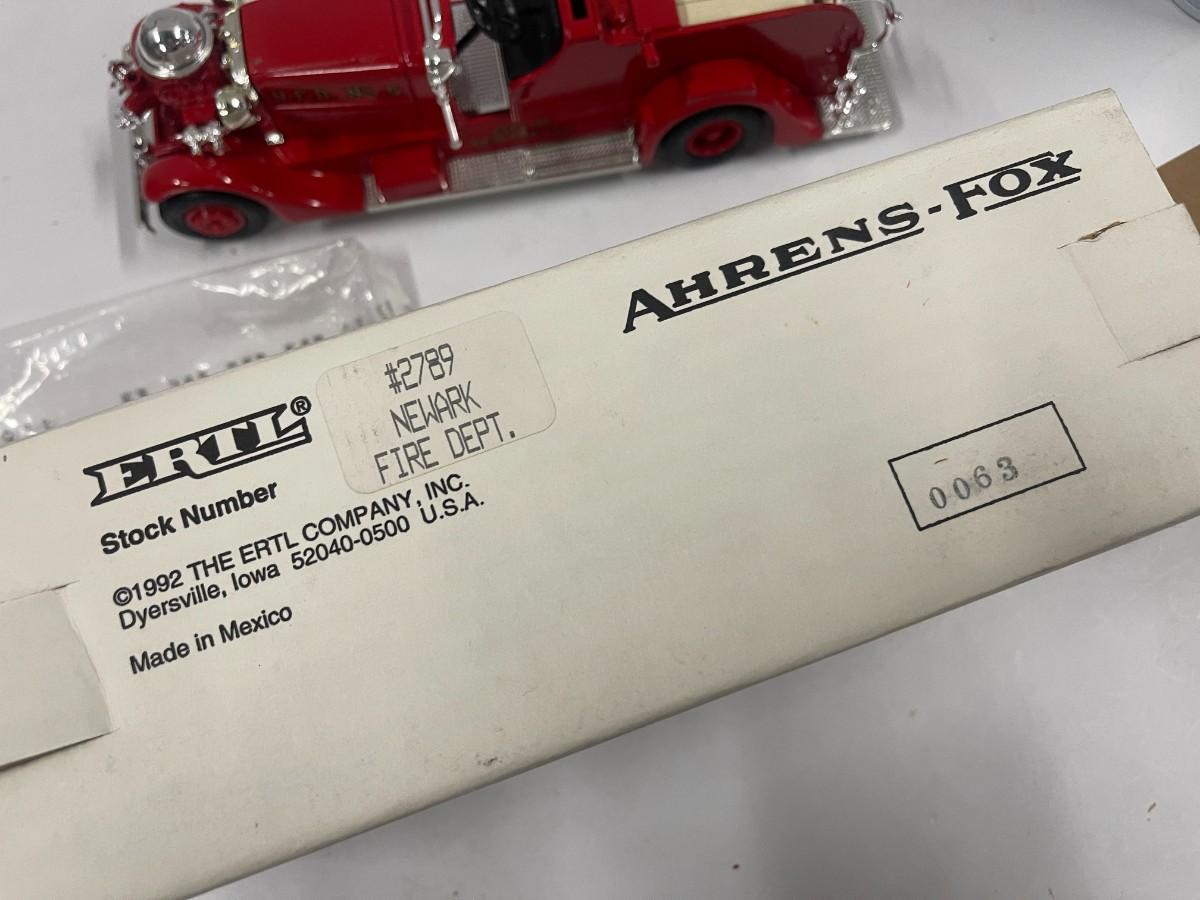 AHRENS-FOX
ERTL®
#2789
NEWARK
FIRE DEPT.
Stock Number
©1992 THE ERTL COMPANY, INC.
Dyersville, Iowa 52040-0500 U.S.A.
Made in Mexico
0063